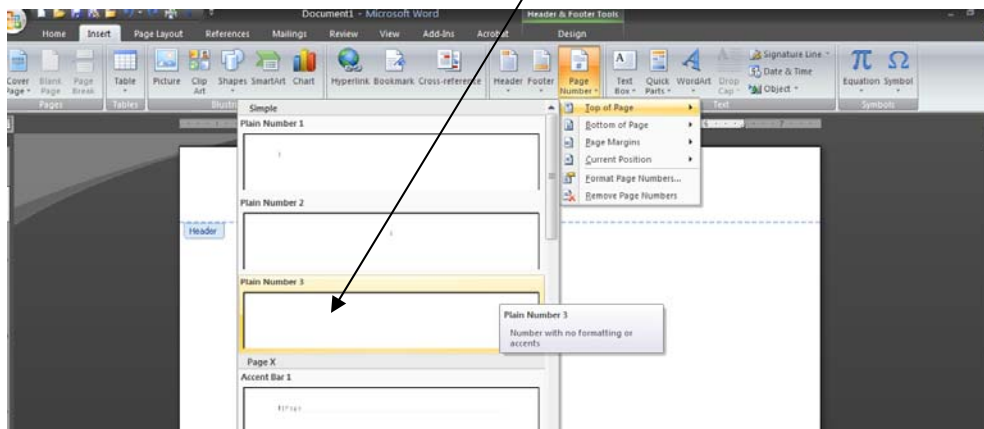 Document1 - Microsoft Word
Header & Footer Tools
Home Insert Page Layout References Mailings Review View Add-Ins Acrobat Design
Cover Page Blank Page Page Break Table Picture Clip Art Shapes SmartArt Chart Hyperlink Bookmark Cross-reference Header Footer Page Number Text Box Quick Parts WordArt Drop Cap Signature Line Date & Time Object Equation Symbol
Pages Tables Text Symbols
Simple
Plain Number 1
Plain Number 2
Plain Number 3
Page X
Accent Bar 1
Top of Page
Bottom of Page
Page Margins
Current Position
Format Page Numbers...
Remove Page Numbers
Header
Plain Number 3
Number with no formatting or
accents